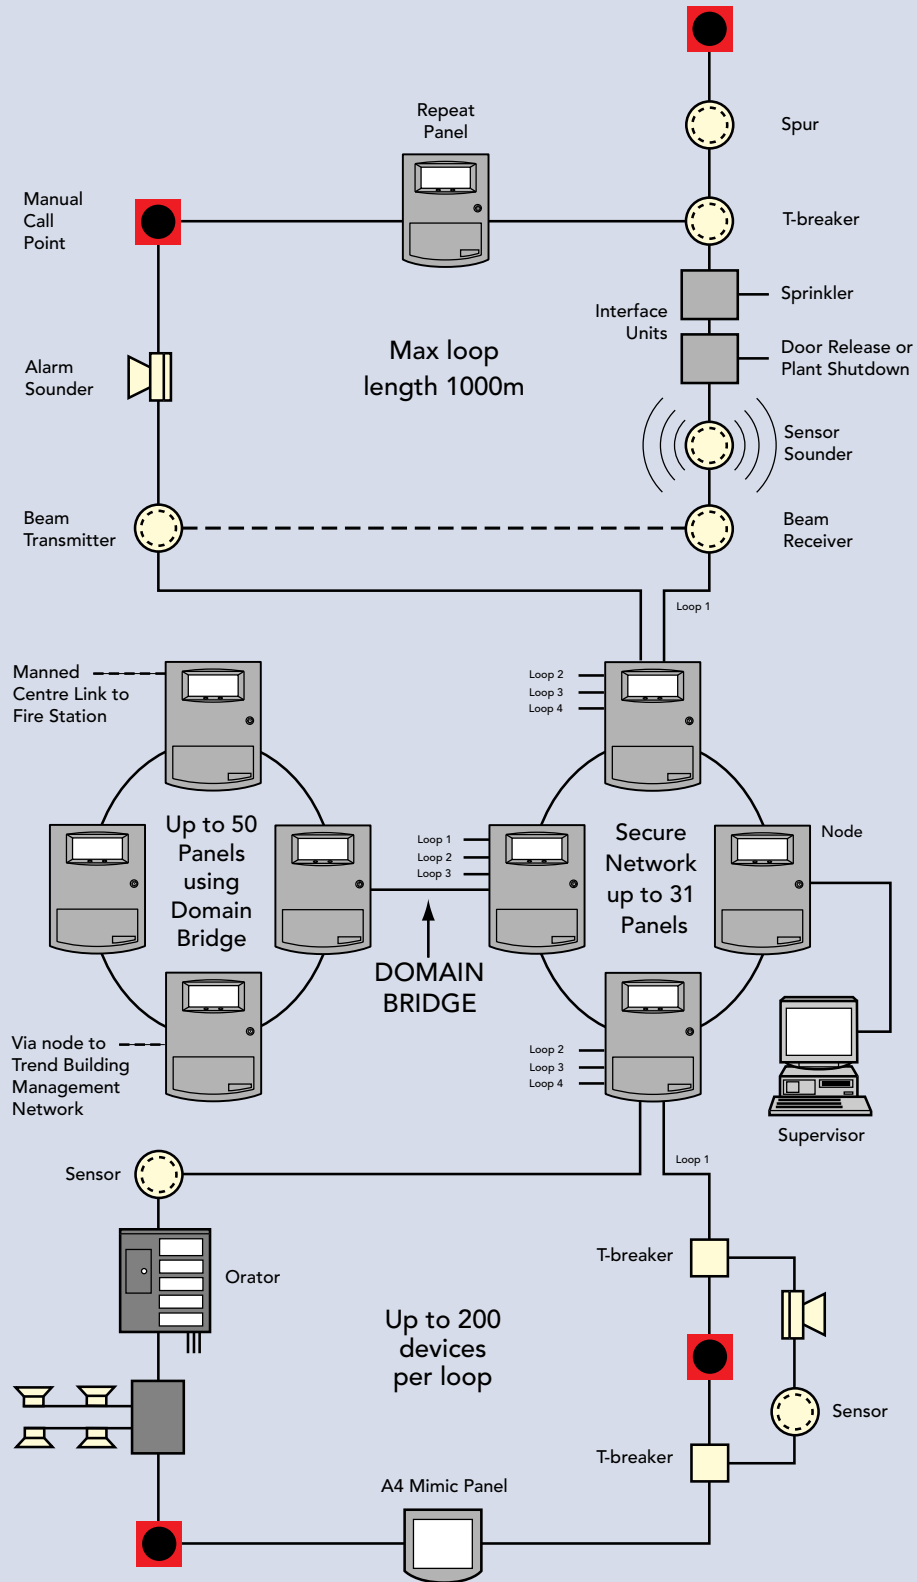 Repeat
Panel
Spur
Manual
Call
Point
T-breaker
Interface
Units
Sprinkler
Max loop
length 1000m
Door Release or
Plant Shutdown
Alarm
Sounder
Sensor
Sounder
Beam
Transmitter
Beam
Receiver
Loop 1
Manned
Centre Link to
Fire Station
Loop 2
Loop 3
Loop 4
Up to 50
Panels
using
Domain
Bridge
Loop 1
Loop 2
Loop 3
Secure
Network
up to 31
Panels
Node
DOMAIN
BRIDGE
Via node to
Trend Building
Management
Network
Loop 2
Loop 3
Loop 4
Supervisor
Sensor
Loop 1
Orator
T-breaker
Up to 200
devices
per loop
Sensor
T-breaker
A4 Mimic Panel